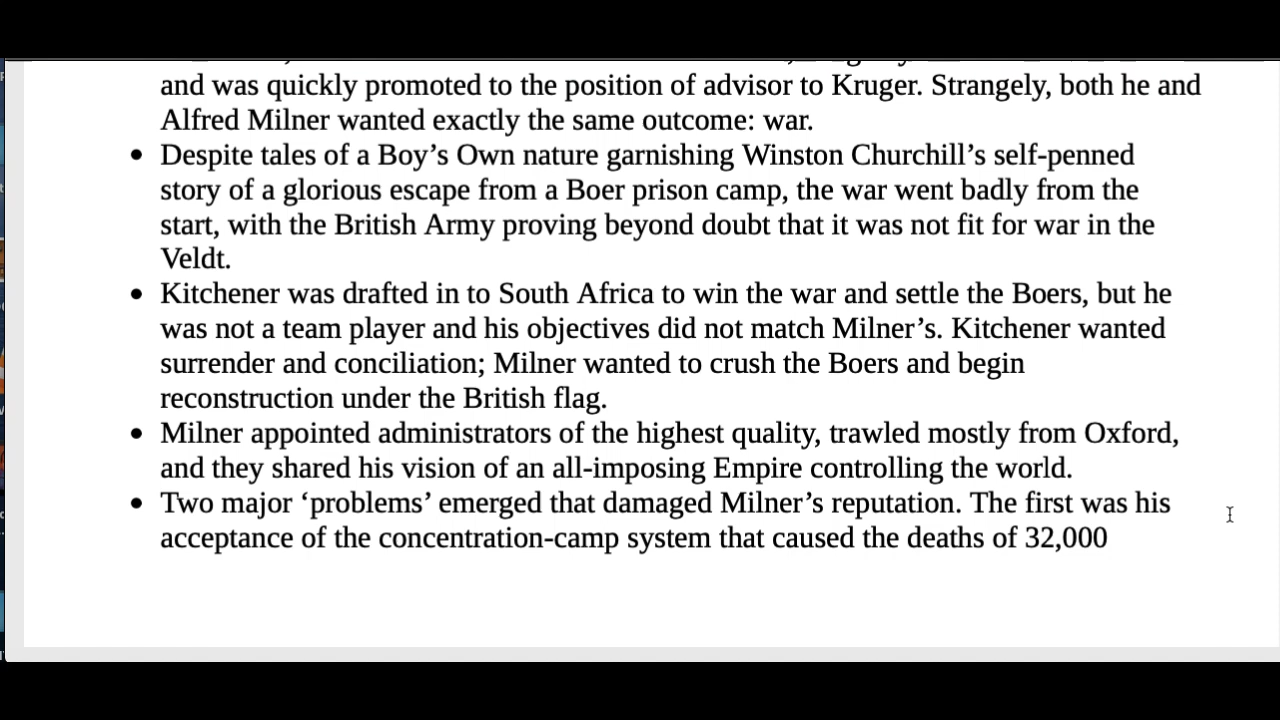 and was quickly promoted to the position of advisor to Kruger. Strangely, both he and
Alfred Milner wanted exactly the same outcome: war.
• Despite tales of a Boy’s Own nature garnishing Winston Churchill’s self-penned
story of a glorious escape from a Boer prison camp, the war went badly from the
start, with the British Army proving beyond doubt that it was not fit for war in the
Veldt.
• Kitchener was drafted in to South Africa to win the war and settle the Boers, but he
was not a team player and his objectives did not match Milner’s. Kitchener wanted
surrender and conciliation; Milner wanted to crush the Boers and begin
reconstruction under the British flag.
• Milner appointed administrators of the highest quality, trawled mostly from Oxford,
and they shared his vision of an all-imposing Empire controlling the world.
• Two major ‘problems’ emerged that damaged Milner’s reputation. The first was his
acceptance of the concentration-camp system that caused the deaths of 32,000